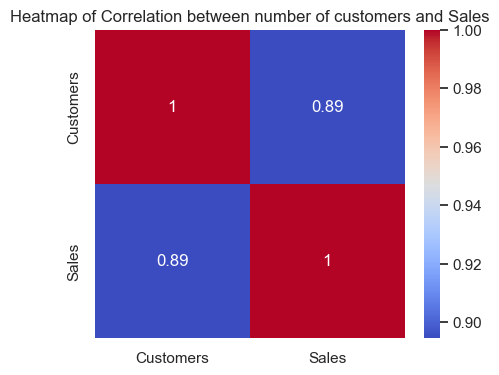 Heatmap of Correlation between number of customers and Sales
Customers
1
0.89
Sales
0.89
1
Customers
Sales
1.00
0.98
0.96
0.94
0.92
0.90